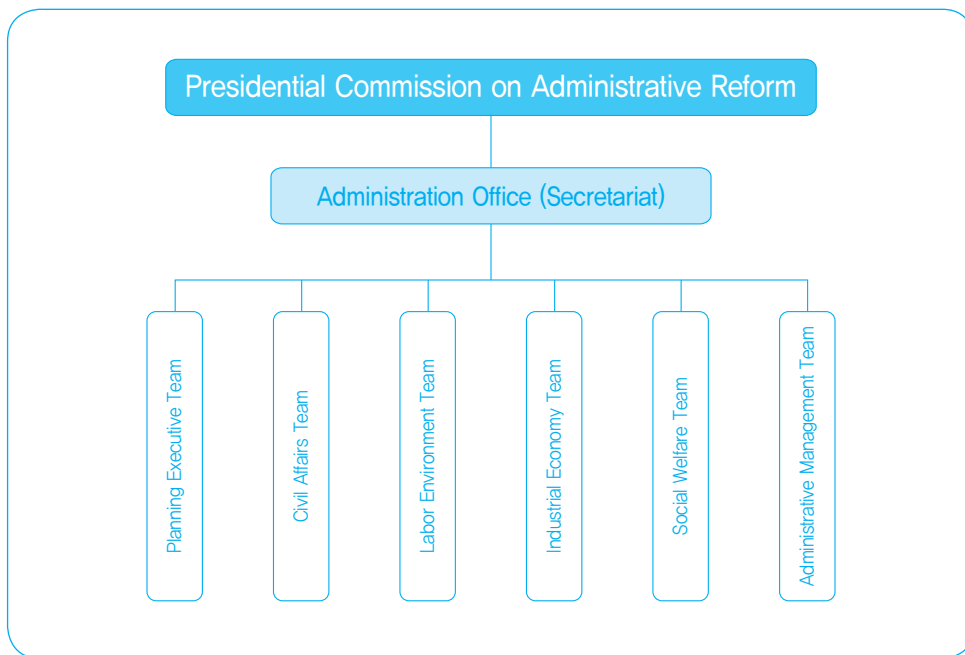 Presidential Commission on Administrative Reform
Administration Office (Secretariat)
Planning Executive Team
Civil Affairs Team
Labor Environment Team
Industrial Economy Team
Social Welfare Team
Administrative Management Team